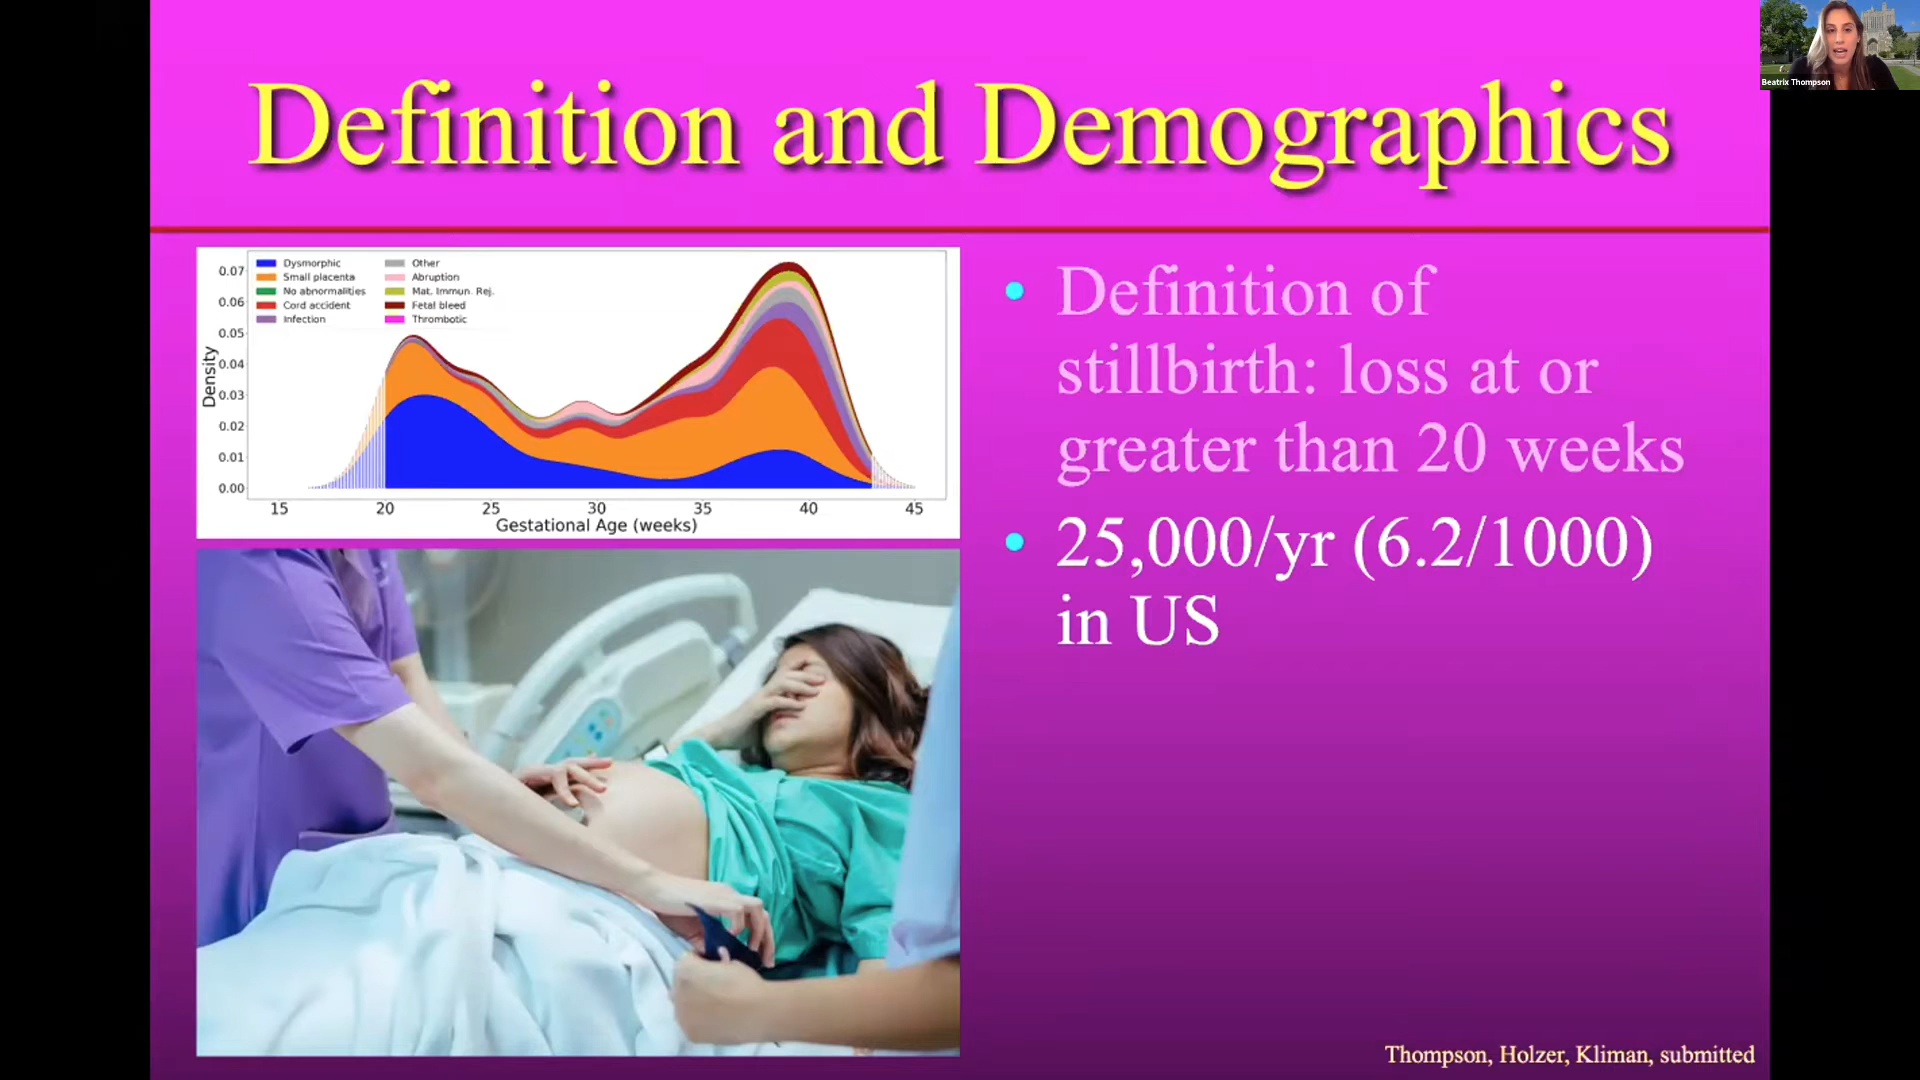 Beatrix Thompson
Definition and Demographics
Dysmorphic
Small placenta
No abnormalities
Cord accident
Infection
Other
Abruption
Mat. Immun. Rej.
Fetal bleed
Thrombotic
Density
0.07
0.06
0.05
0.04
0.03
0.02
0.01
0.00
15 20 25 30 35 40 45
Gestational Age (weeks)
• Definition of
stillbirth: loss at or
greater than 20 weeks
• 25,000/yr (6.2/1000)
in US
Thompson, Holzer, Kliman, submitted